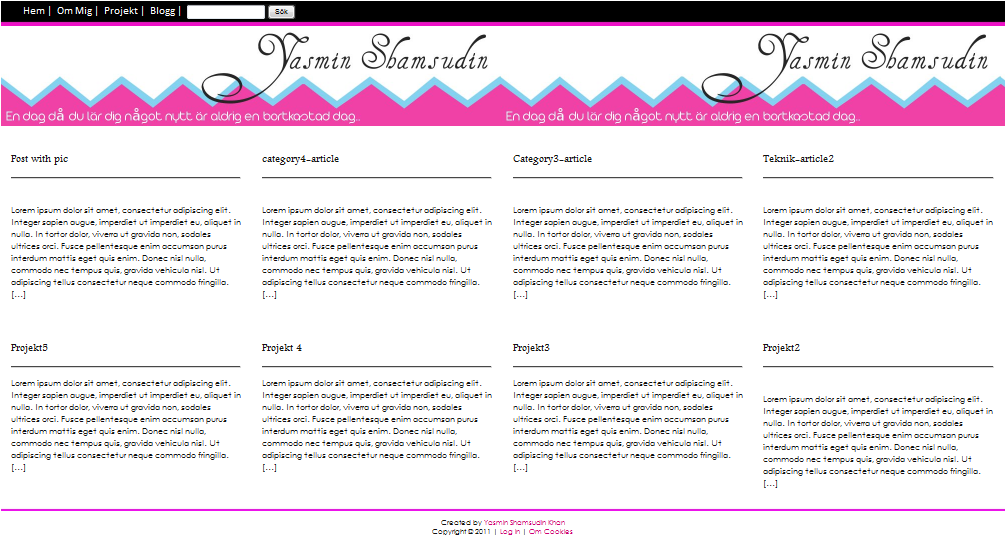 Hem | Om Mig | Projekt | Blogg | Sök
Yasmin Shamsudin Yasmin Shamsudin
En dag då du lär dig något nytt är aldrig en bortkastad dag... En dag då du lär dig något nytt är aldrig en bortkastad dag...
Post with pic
Lorem ipsum dolor sit amet, consectetur adipiscing elit.
Integer sapien augue, imperdiet ut imperdiet eu, aliquet in
nulla. In tortor dolor, viverra ut gravida non, sodales
ultrices orci. Fusce pellentesque enim accumsan purus
interdum mattis eget quis enim. Donec nisl nulla,
commodo nec tempus quis, gravida vehicula nisl. Ut
adipiscing tellus consectetur neque commodo fringilla.
[...]
category4-article
Lorem ipsum dolor sit amet, consectetur adipiscing elit.
Integer sapien augue, imperdiet ut imperdiet eu, aliquet in
nulla. In tortor dolor, viverra ut gravida non, sodales
ultrices orci. Fusce pellentesque enim accumsan purus
interdum mattis eget quis enim. Donec nisl nulla,
commodo nec tempus quis, gravida vehicula nisl. Ut
adipiscing tellus consectetur neque commodo fringilla.
[...]
Category3-article
Lorem ipsum dolor sit amet, consectetur adipiscing elit.
Integer sapien augue, imperdiet ut imperdiet eu, aliquet in
nulla. In tortor dolor, viverra ut gravida non, sodales
ultrices orci. Fusce pellentesque enim accumsan purus
interdum mattis eget quis enim. Donec nisl nulla,
commodo nec tempus quis, gravida vehicula nisl. Ut
adipiscing tellus consectetur neque commodo fringilla.
[...]
Teknik-article2
Lorem ipsum dolor sit amet, consectetur adipiscing elit.
Integer sapien augue, imperdiet ut imperdiet eu, aliquet in
nulla. In tortor dolor, viverra ut gravida non, sodales
ultrices orci. Fusce pellentesque enim accumsan purus
interdum mattis eget quis enim. Donec nisl nulla,
commodo nec tempus quis, gravida vehicula nisl. Ut
adipiscing tellus consectetur neque commodo fringilla.
[...]
Projekt5
Lorem ipsum dolor sit amet, consectetur adipiscing elit.
Integer sapien augue, imperdiet ut imperdiet eu, aliquet in
nulla. In tortor dolor, viverra ut gravida non, sodales
ultrices orci. Fusce pellentesque enim accumsan purus
interdum mattis eget quis enim. Donec nisl nulla,
commodo nec tempus quis, gravida vehicula nisl. Ut
adipiscing tellus consectetur neque commodo fringilla.
[...]
Projekt 4
Lorem ipsum dolor sit amet, consectetur adipiscing elit.
Integer sapien augue, imperdiet ut imperdiet eu, aliquet in
nulla. In tortor dolor, viverra ut gravida non, sodales
ultrices orci. Fusce pellentesque enim accumsan purus
interdum mattis eget quis enim. Donec nisl nulla,
commodo nec tempus quis, gravida vehicula nisl. Ut
adipiscing tellus consectetur neque commodo fringilla.
[...]
Projekt3
Lorem ipsum dolor sit amet, consectetur adipiscing elit.
Integer sapien augue, imperdiet ut imperdiet eu, aliquet in
nulla. In tortor dolor, viverra ut gravida non, sodales
ultrices orci. Fusce pellentesque enim accumsan purus
interdum mattis eget quis enim. Donec nisl nulla,
commodo nec tempus quis, gravida vehicula nisl. Ut
adipiscing tellus consectetur neque commodo fringilla.
[...]
Projekt2
Lorem ipsum dolor sit amet, consectetur adipiscing elit.
Integer sapien augue, imperdiet ut imperdiet eu, aliquet in
nulla. In tortor dolor, viverra ut gravida non, sodales
ultrices orci. Fusce pellentesque enim accumsan purus
interdum mattis eget quis enim. Donec nisl nulla,
commodo nec tempus quis, gravida vehicula nisl. Ut
adipiscing tellus consectetur neque commodo fringilla.
[...]
Created by Yasmin Shamsudin Khan
Copyright © 2011 | Log in | Om Cookies